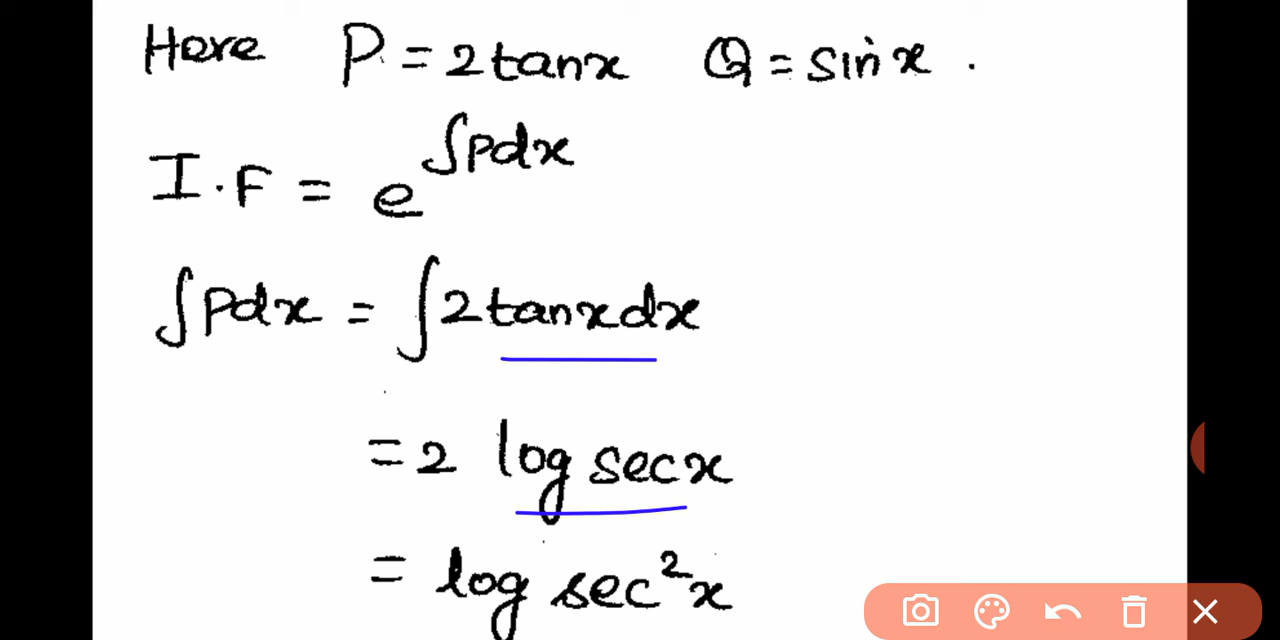 Here P = 2tanx Q = sinx .
I.F = e^∫Pdx
∫Pdx = ∫2tanxdx
= 2 log secx
= log sec²x